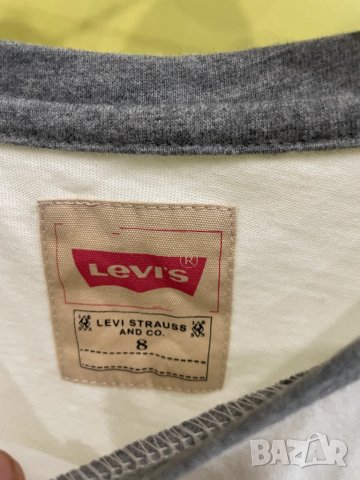 LEVI'S®
LEVI STRAUSS
AND CO.
8
BAZAR